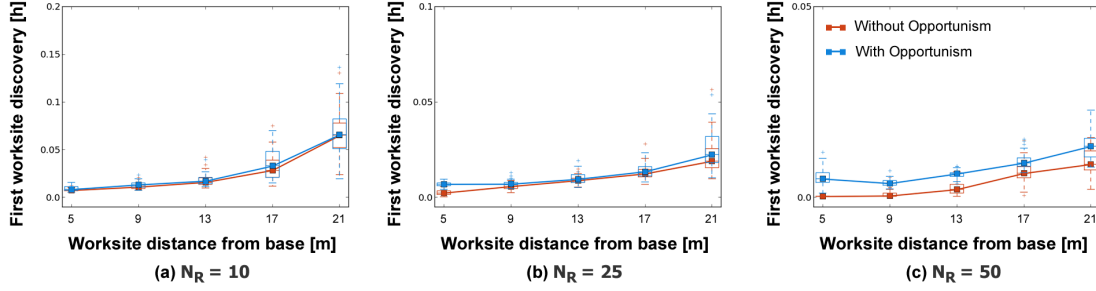 First worksite discovery [h]
0.2
0.15
0.1
0.05
0.0
5 9 13 17 21
Worksite distance from base [m]
(a) N_R = 10
First worksite discovery [h]
0.1
0.05
0.0
5 9 13 17 21
Worksite distance from base [m]
(b) N_R = 25
First worksite discovery [h]
0.05
0.0
Without Opportunism
With Opportunism
5 9 13 17 21
Worksite distance from base [m]
(c) N_R = 50